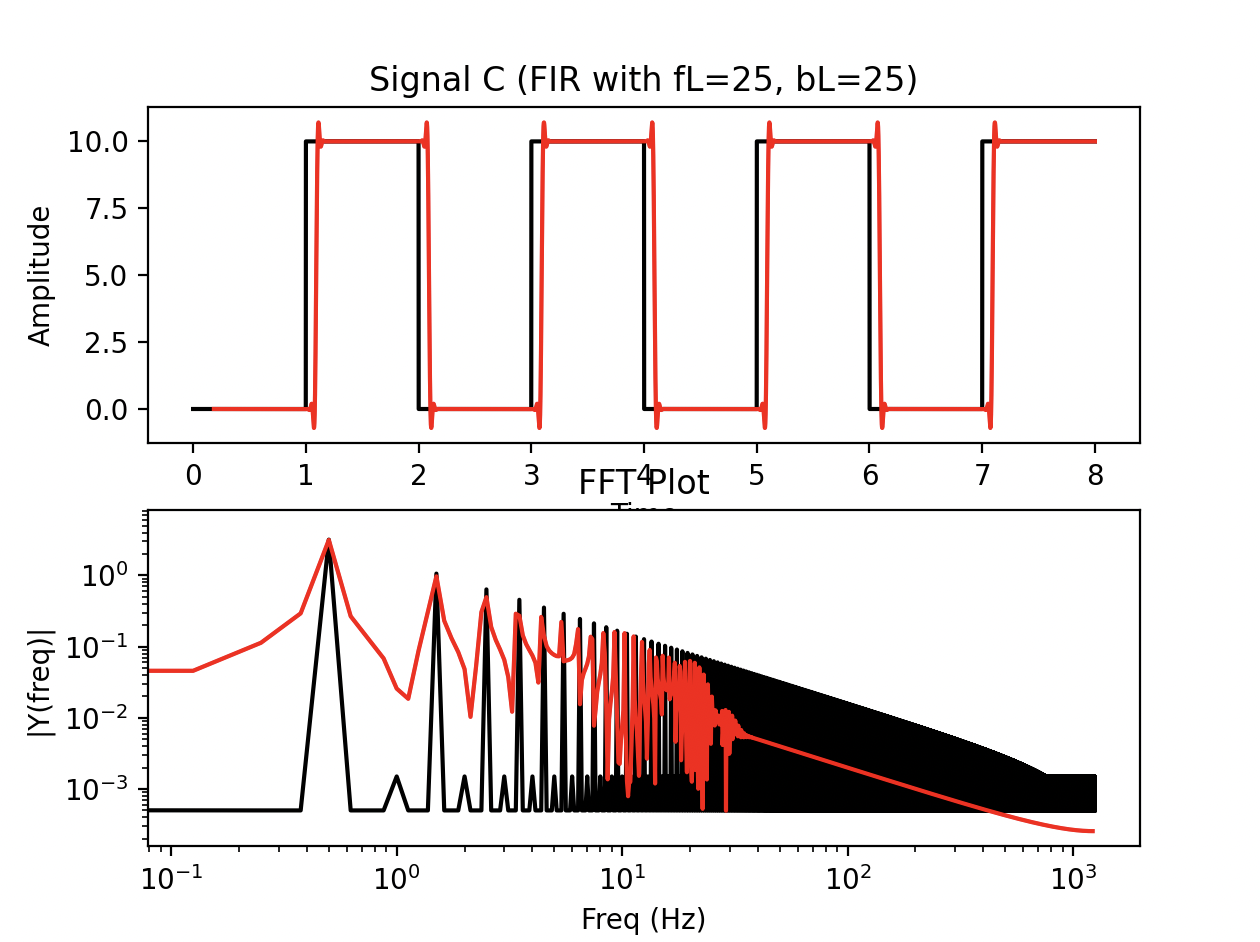 Signal C (FIR with fL=25, bL=25)
Amplitude
10.0
7.5
5.0
2.5
0.0
0 1 2 3 4 5 6 7 8
FFT Plot
|Y(freq)|
10⁰
10⁻¹
10⁻²
10⁻³
10⁻¹ 10⁰ 10¹ 10² 10³
Freq (Hz)